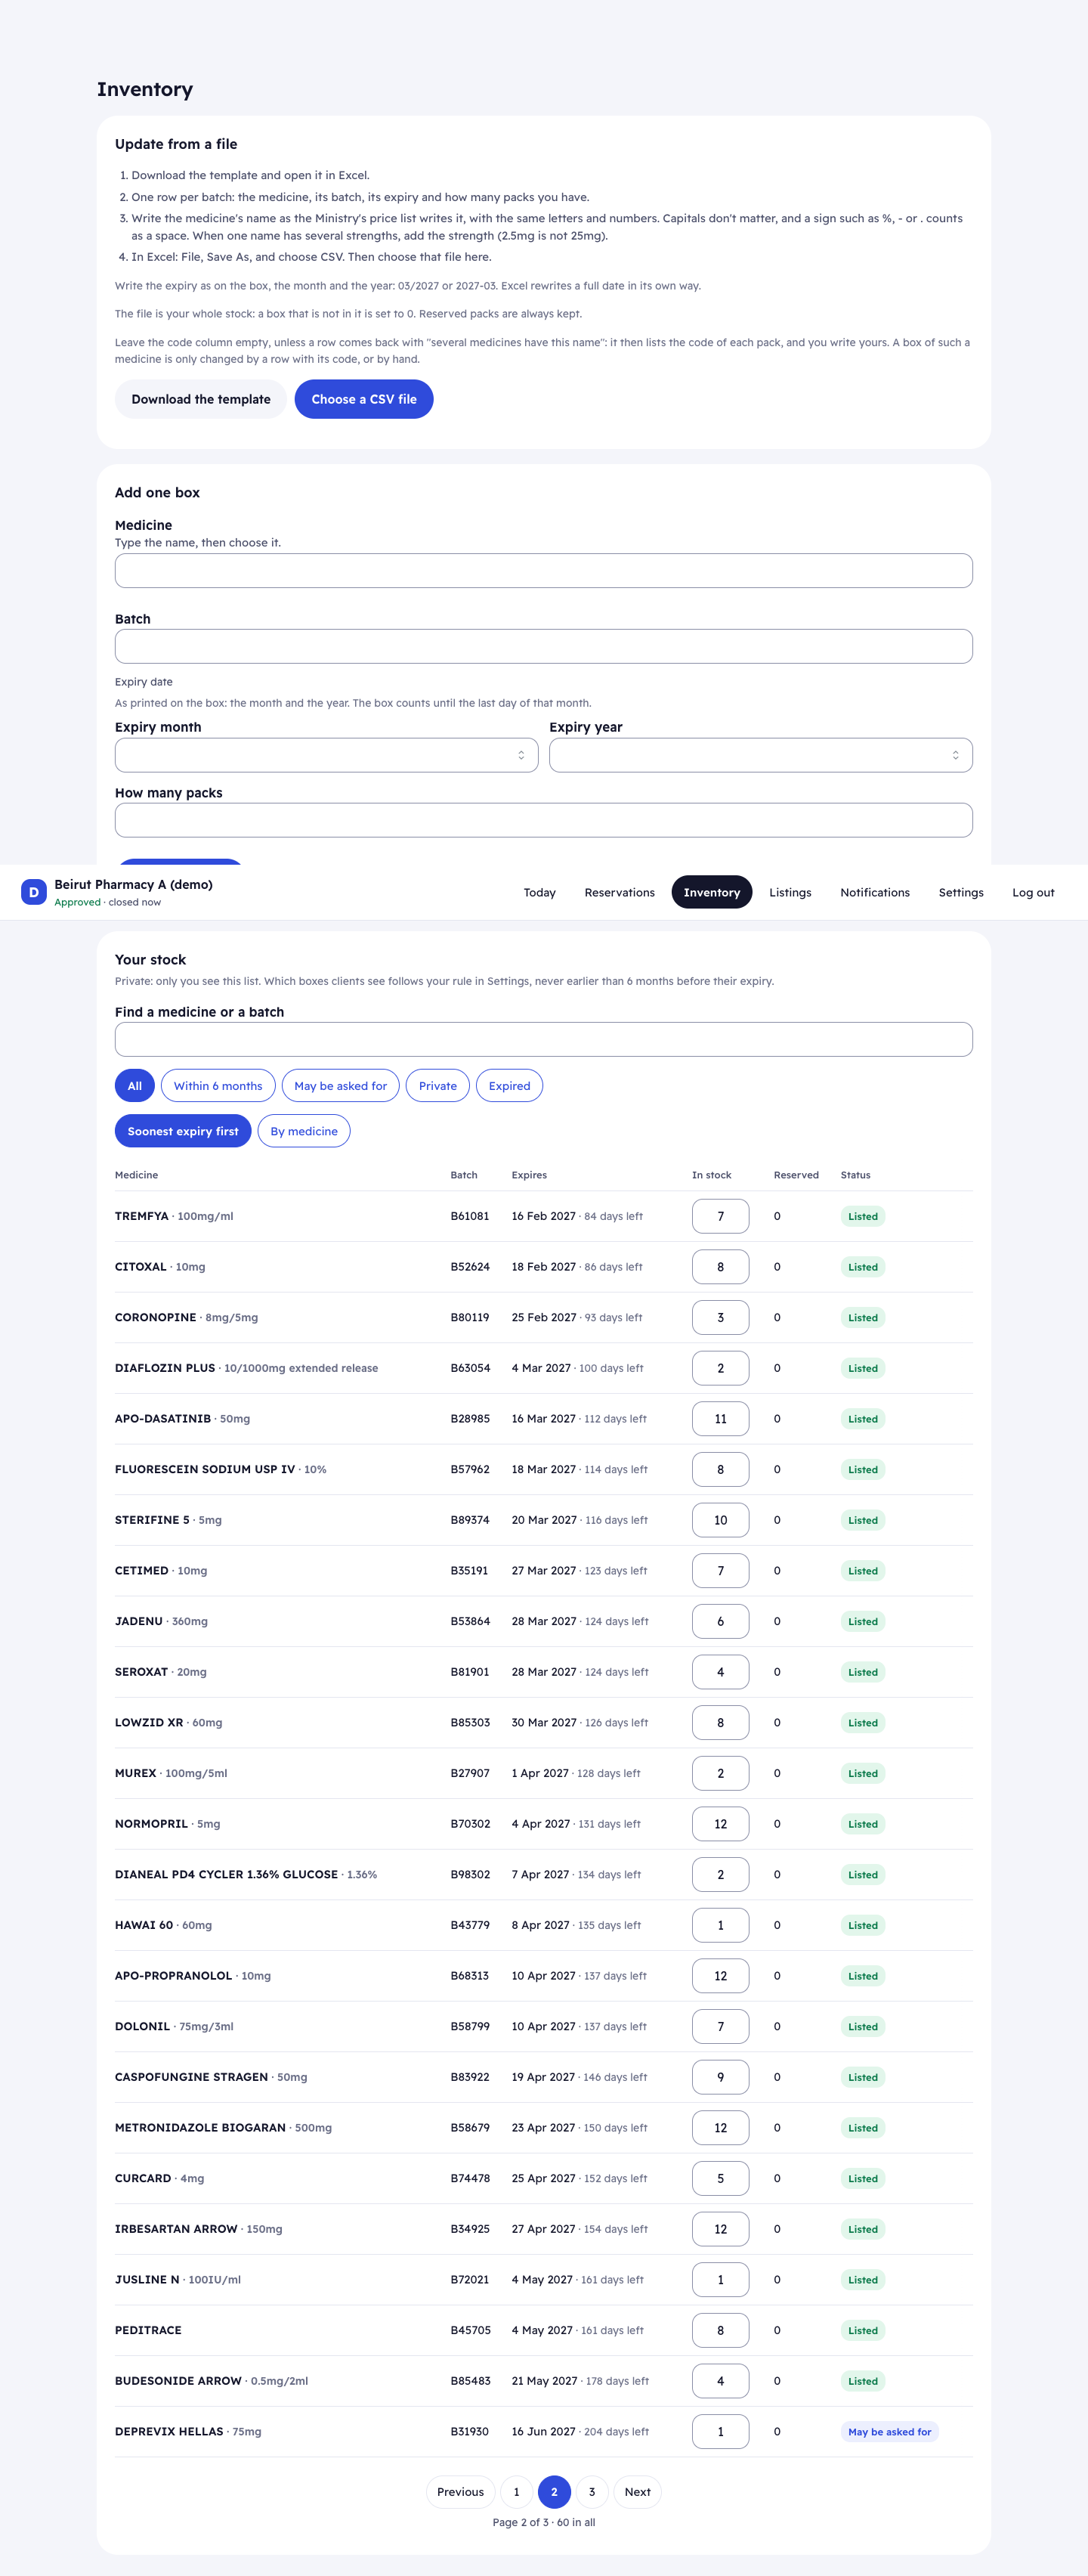 Inventory
Update from a file
1. Download the template and open it in Excel.
2. One row per batch: the medicine, its batch, its expiry and how many packs you have.
3. Write the medicine's name as the Ministry's price list writes it, with the same letters and numbers. Capitals don't matter, and a sign such as %, - or . counts
as a space. When one name has several strengths, add the strength (2.5mg is not 25mg).
4. In Excel: File, Save As, and choose CSV. Then choose that file here.
Write the expiry as on the box, the month and the year: 03/2027 or 2027-03. Excel rewrites a full date in its own way.
The file is your whole stock: a box that is not in it is set to 0. Reserved packs are always kept.
Leave the code column empty, unless a row comes back with "several medicines have this name": it then lists the code of each pack, and you write yours. A box of such a
medicine is only changed by a row with its code, or by hand.
Download the template Choose a CSV file
Add one box
Medicine
Type the name, then choose it.
Batch
Expiry date
As printed on the box: the month and the year. The box counts until the last day of that month.
Expiry month Expiry year
How many packs
D Beirut Pharmacy A (demo) Today Reservations Inventory Listings Notifications Settings Log out
Approved · closed now
Your stock
Private: only you see this list. Which boxes clients see follows your rule in Settings, never earlier than 6 months before their expiry.
Find a medicine or a batch
All Within 6 months May be asked for Private Expired
Soonest expiry first By medicine
Medicine Batch Expires In stock Reserved Status
TREMFYA · 100mg/ml B61081 16 Feb 2027 · 84 days left 7 0 Listed
CITOXAL · 10mg B52624 18 Feb 2027 · 86 days left 8 0 Listed
CORONOPINE · 8mg/5mg B80119 25 Feb 2027 · 93 days left 3 0 Listed
DIAFLOZIN PLUS · 10/1000mg extended release B63054 4 Mar 2027 · 100 days left 2 0 Listed
APO-DASATINIB · 50mg B28985 16 Mar 2027 · 112 days left 11 0 Listed
FLUORESCEIN SODIUM USP IV · 10% B57962 18 Mar 2027 · 114 days left 8 0 Listed
STERIFINE 5 · 5mg B89374 20 Mar 2027 · 116 days left 10 0 Listed
CETIMED · 10mg B35191 27 Mar 2027 · 123 days left 7 0 Listed
JADENU · 360mg B53864 28 Mar 2027 · 124 days left 6 0 Listed
SEROXAT · 20mg B81901 28 Mar 2027 · 124 days left 4 0 Listed
LOWZID XR · 60mg B85303 30 Mar 2027 · 126 days left 8 0 Listed
MUREX · 100mg/5ml B27907 1 Apr 2027 · 128 days left 2 0 Listed
NORMOPRIL · 5mg B70302 4 Apr 2027 · 131 days left 12 0 Listed
DIANEAL PD4 CYCLER 1.36% GLUCOSE · 1.36% B98302 7 Apr 2027 · 134 days left 2 0 Listed
HAWAI 60 · 60mg B43779 8 Apr 2027 · 135 days left 1 0 Listed
APO-PROPRANOLOL · 10mg B68313 10 Apr 2027 · 137 days left 12 0 Listed
DOLONIL · 75mg/3ml B58799 10 Apr 2027 · 137 days left 7 0 Listed
CASPOFUNGINE STRAGEN · 50mg B83922 19 Apr 2027 · 146 days left 9 0 Listed
METRONIDAZOLE BIOGARAN · 500mg B58679 23 Apr 2027 · 150 days left 12 0 Listed
CURCARD · 4mg B74478 25 Apr 2027 · 152 days left 5 0 Listed
IRBESARTAN ARROW · 150mg B34925 27 Apr 2027 · 154 days left 12 0 Listed
JUSLINE N · 100IU/ml B72021 4 May 2027 · 161 days left 1 0 Listed
PEDITRACE B45705 4 May 2027 · 161 days left 8 0 Listed
BUDESONIDE ARROW · 0.5mg/2ml B85483 21 May 2027 · 178 days left 4 0 Listed
DEPREVIX HELLAS · 75mg B31930 16 Jun 2027 · 204 days left 1 0 May be asked for
Previous 1 2 3 Next
Page 2 of 3 · 60 in all